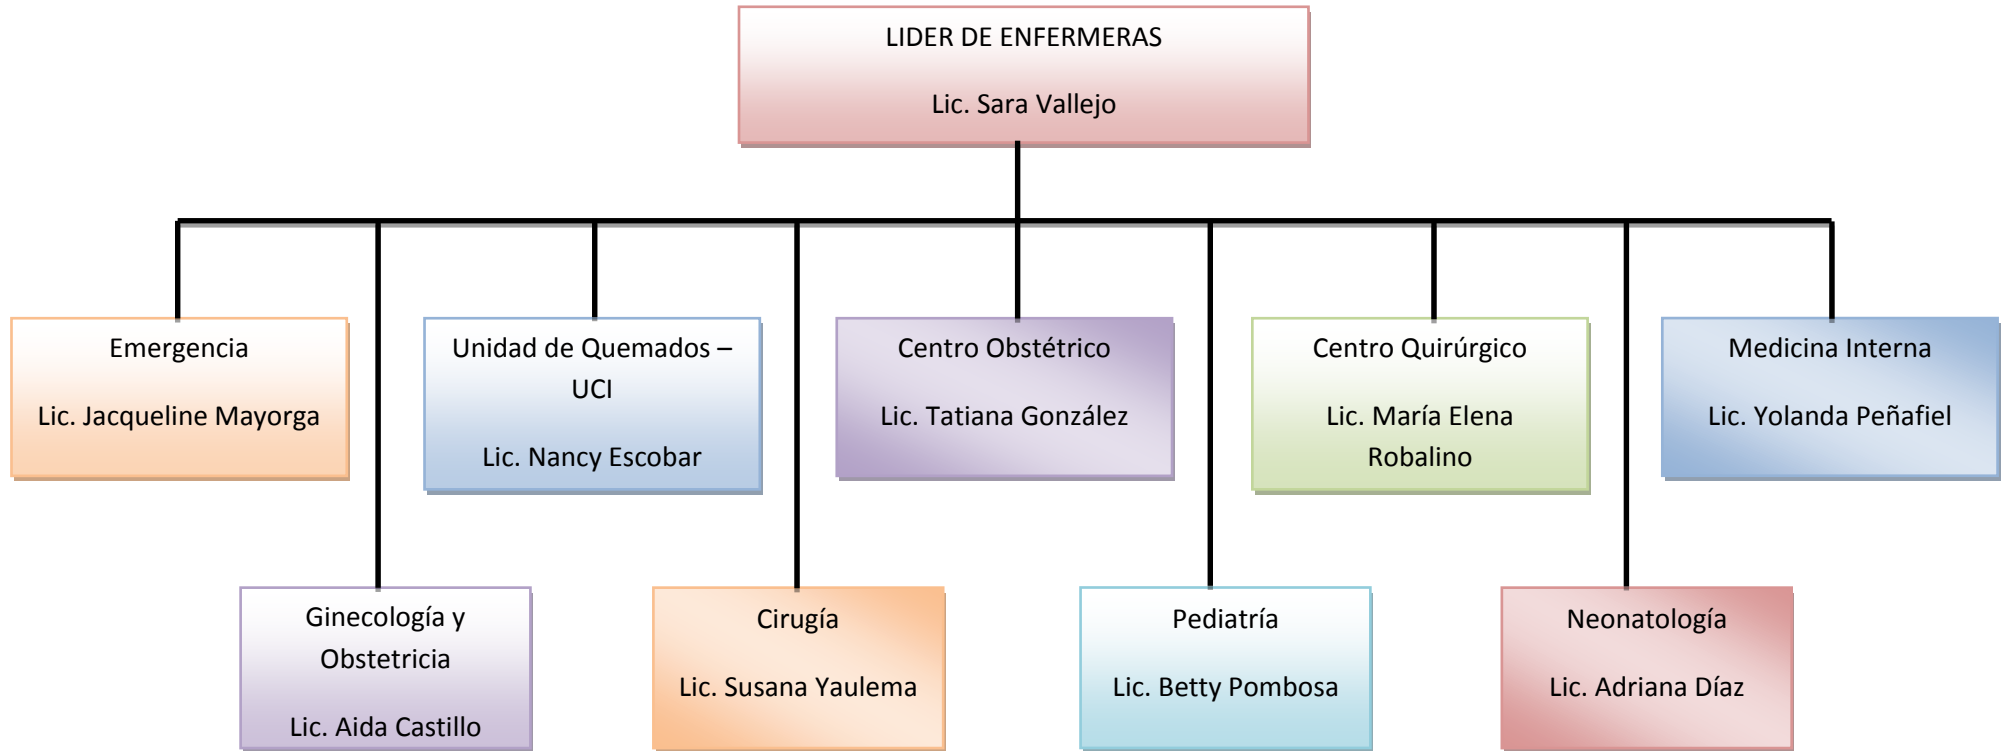 LIDER DE ENFERMERAS
Lic. Sara Vallejo
Emergencia
Lic. Jacqueline Mayorga
Unidad de Quemados –
UCI
Lic. Nancy Escobar
Centro Obstétrico
Lic. Tatiana González
Centro Quirúrgico
Lic. María Elena
Robalino
Medicina Interna
Lic. Yolanda Peñafiel
Ginecología y
Obstetricia
Lic. Aida Castillo
Cirugía
Lic. Susana Yaulema
Pediatría
Lic. Betty Pombosa
Neonatología
Lic. Adriana Díaz